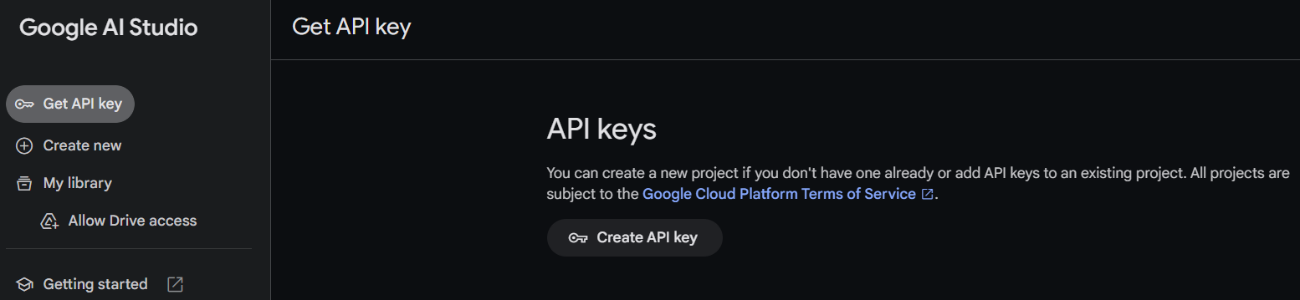 Google AI Studio
Get API key
Create new
My library
Allow Drive access
Getting started
Get API key
API keys
You can create a new project if you don't have one already or add API keys to an existing project. All projects are
subject to the Google Cloud Platform Terms of Service.
Create API key